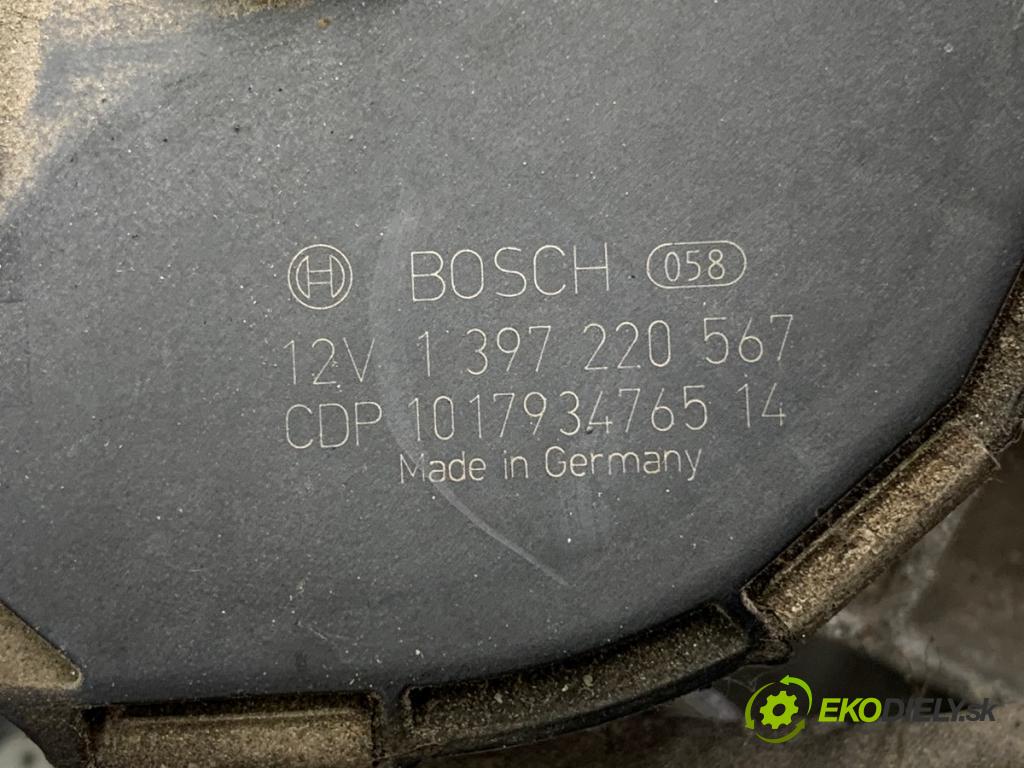 BOSCH 058
12V 1 397 220 567
CDP 1017934765 14
Made in Germany
EKODIELY.sk